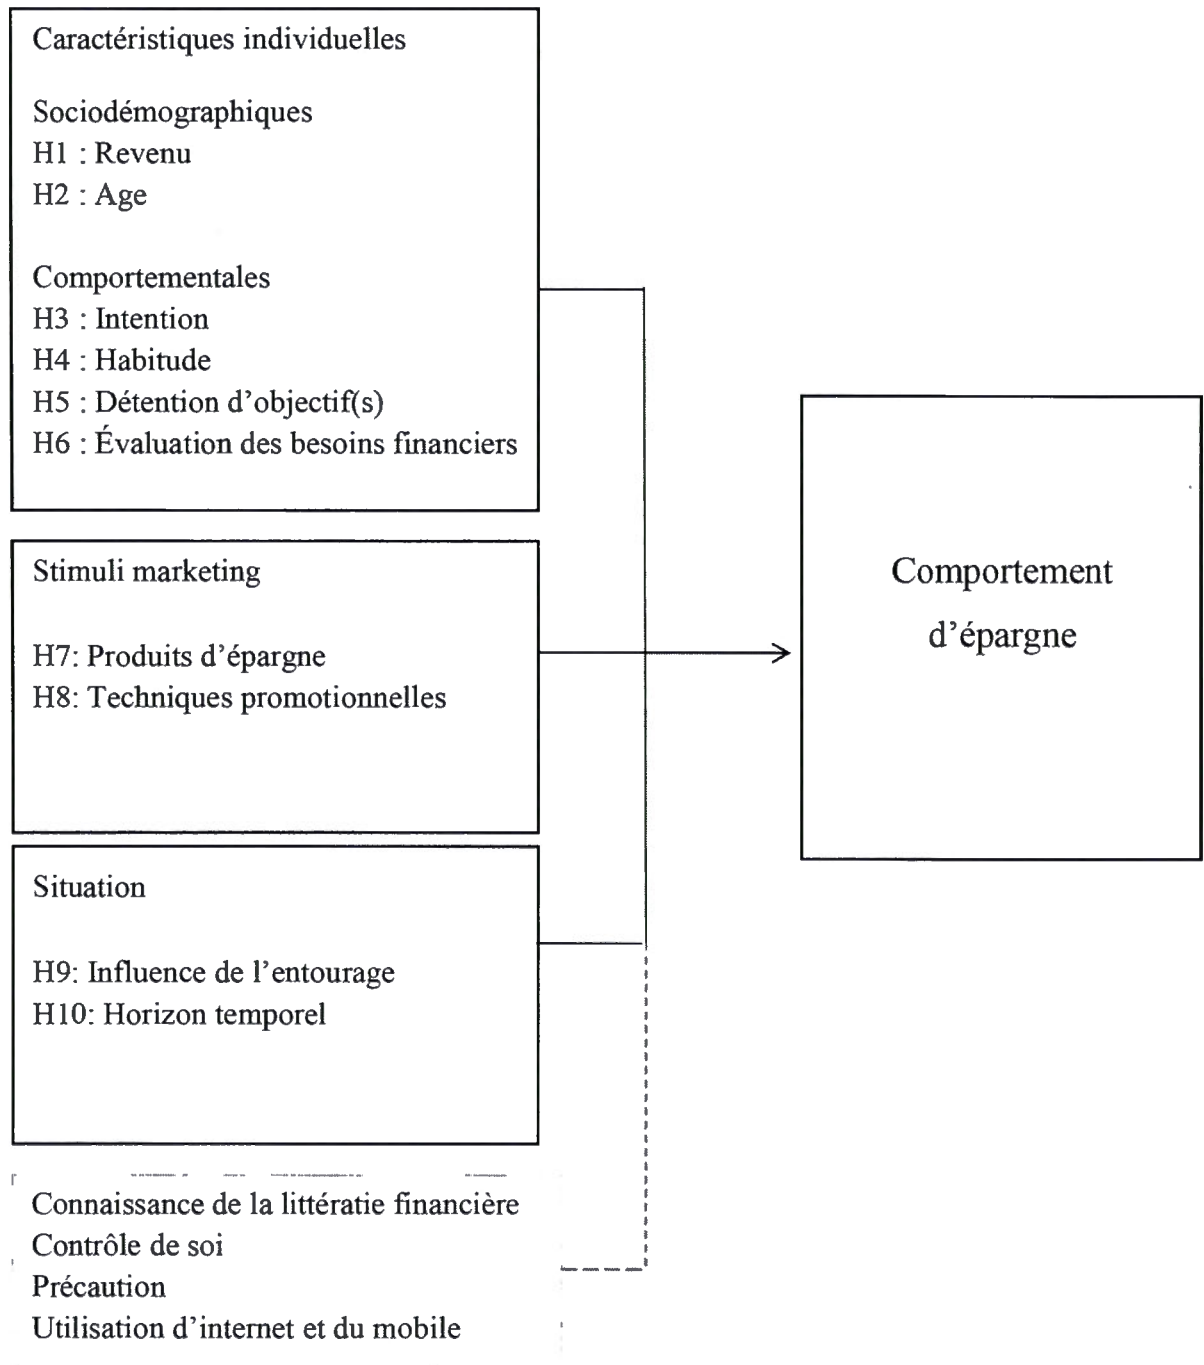 Caractéristiques individuelles
Sociodémographiques
H1 : Revenu
H2 : Age
Comportementales
H3 : Intention
H4 : Habitude
H5 : Détention d’objectif(s)
H6 : Évaluation des besoins financiers
Stimuli marketing
H7: Produits d’épargne
H8: Techniques promotionnelles
Situation
H9: Influence de l’entourage
H10: Horizon temporel
Connaissance de la littératie financière
Contrôle de soi
Précaution
Utilisation d’internet et du mobile
Comportement
d’épargne